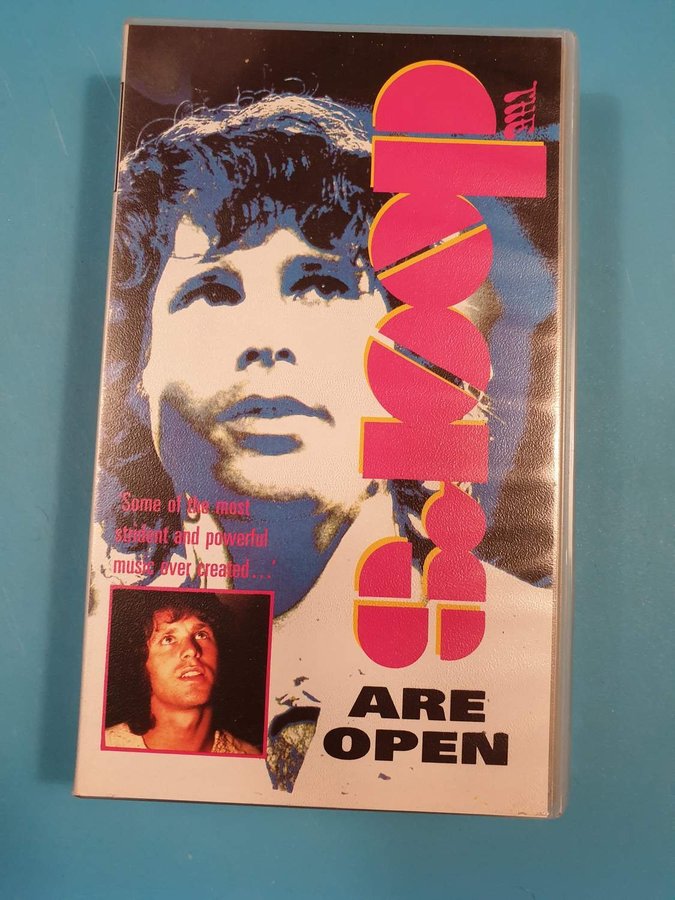 THE
doors
ARE
OPEN
'Some of the most
strident and powerful
music ever created...'